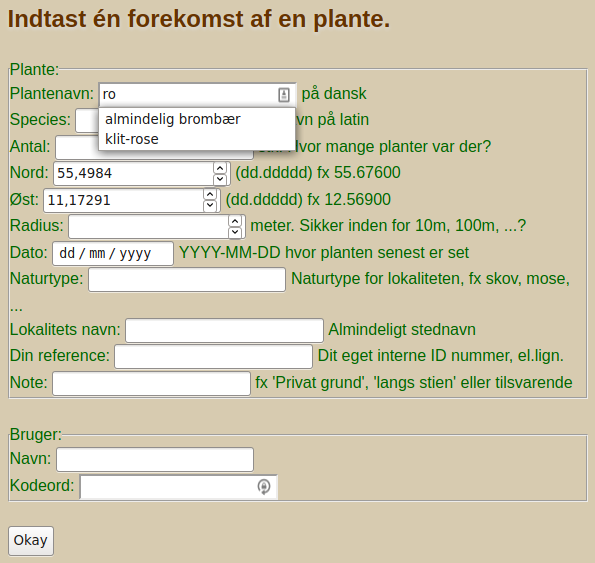 Indtast én forekomst af en plante.
Plante:
Plantenavn: ro på dansk
almindelig brombær
klit-rose
Species: vn på latin
Antal: hvor mange planter var der?
Nord: 55,4984 (dd.ddddd) fx 55.67600
Øst: 11,17291 (dd.ddddd) fx 12.56900
Radius: meter. Sikker inden for 10m, 100m, ...?
Dato: dd / mm / yyyy YYYY-MM-DD hvor planten senest er set
Naturtype: Naturtype for lokaliteten, fx skov, mose,
...
Lokalitets navn: Almindeligt stednavn
Din reference: Dit eget interne ID nummer, el.lign.
Note: fx 'Privat grund', 'langs stien' eller tilsvarende
Bruger:
Navn:
Kodeord:
Okay